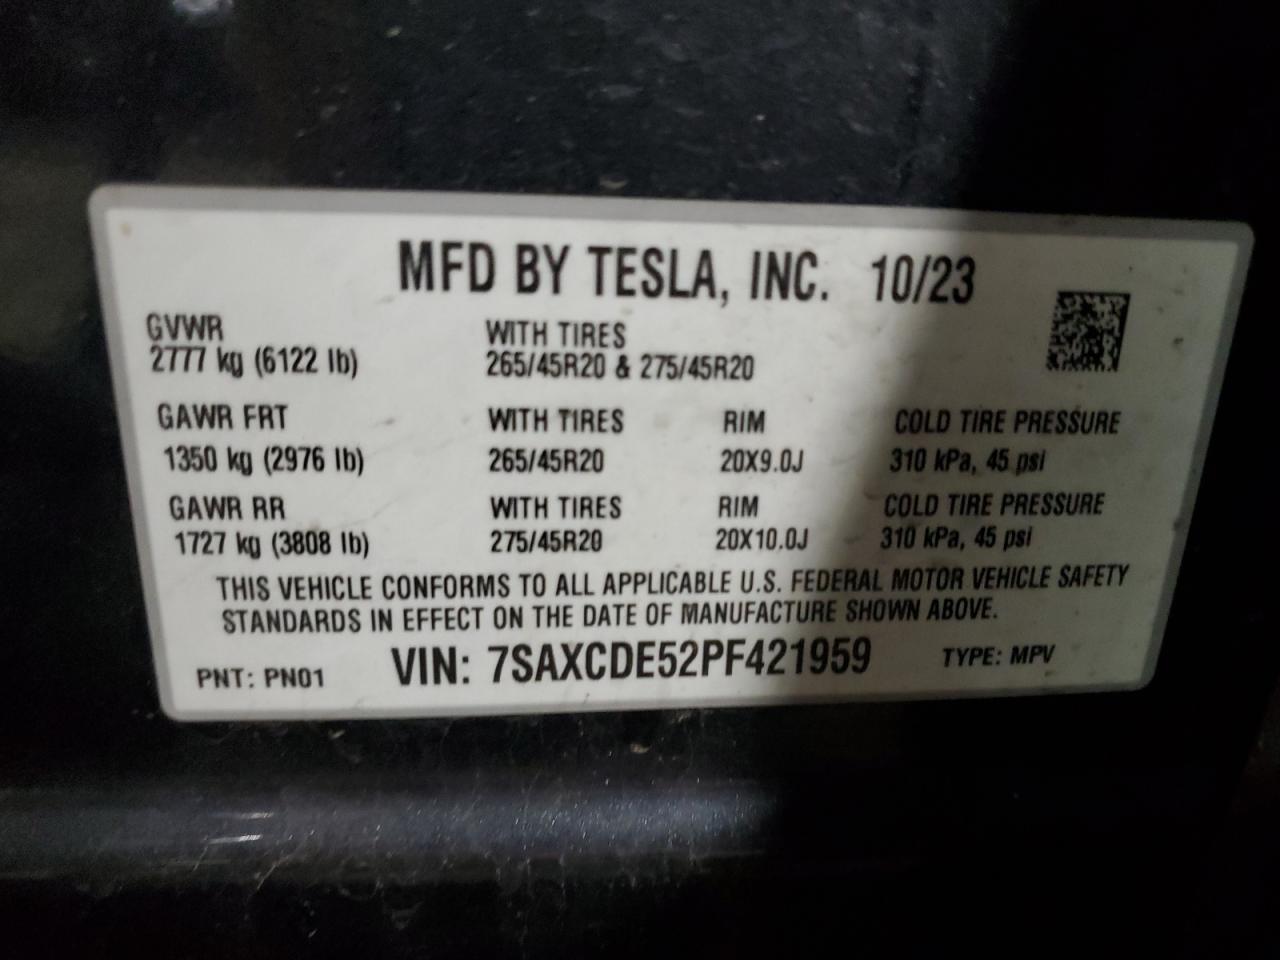 MFD BY TESLA, INC. 10/23
GVWR WITH TIRES
2777 kg (6122 lb) 265/45R20 & 275/45R20
GAWR FRT WITH TIRES RIM COLD TIRE PRESSURE
1350 kg (2976 lb) 265/45R20 20X9.0J 310 kPa, 45 psi
GAWR RR WITH TIRES RIM COLD TIRE PRESSURE
1727 kg (3808 lb) 275/45R20 20X10.0J 310 kPa, 45 psi
THIS VEHICLE CONFORMS TO ALL APPLICABLE U.S. FEDERAL MOTOR VEHICLE SAFETY
STANDARDS IN EFFECT ON THE DATE OF MANUFACTURE SHOWN ABOVE.
PNT: PN01 VIN: 7SAXCDE52PF421959 TYPE: MPV